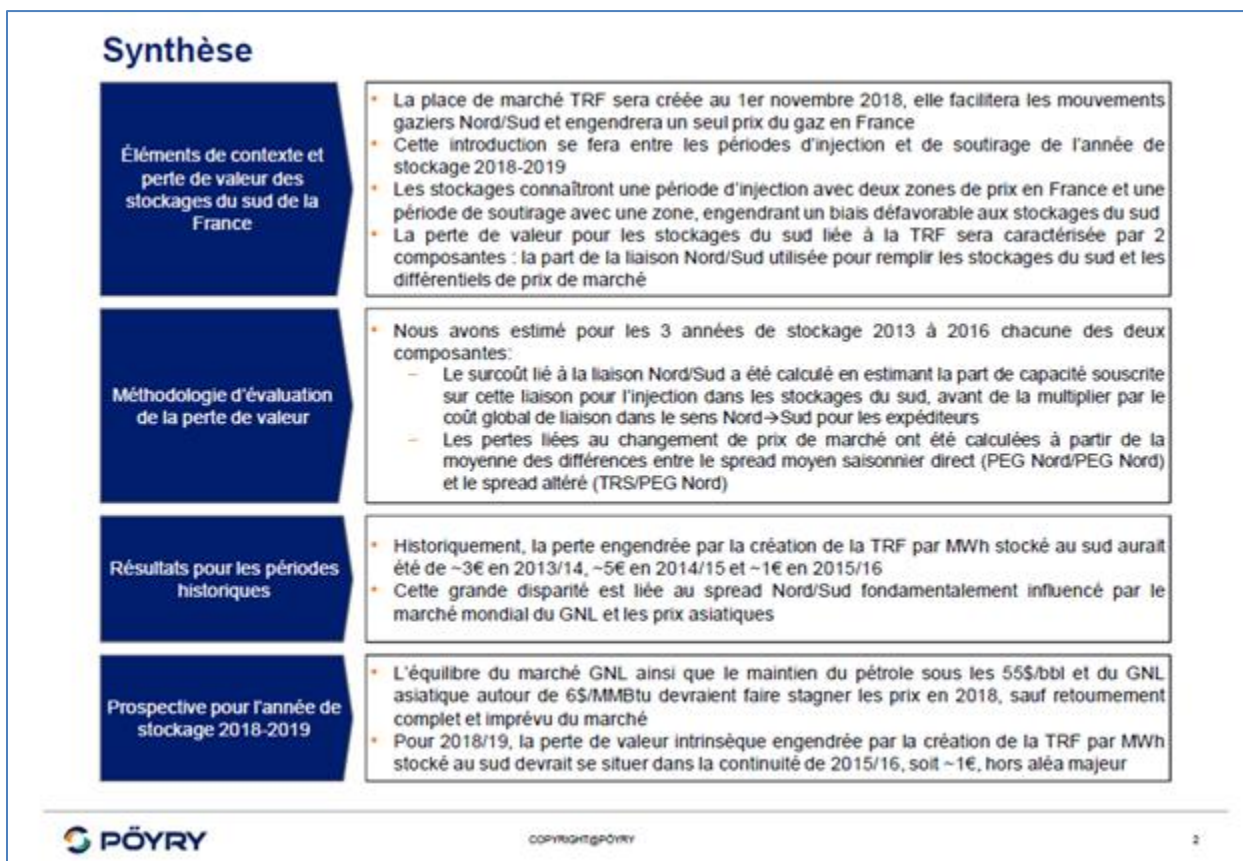 Synthèse
Éléments de contexte et
perte de valeur des
stockages du sud de la
France
• La place de marché TRF sera créée au 1er novembre 2018, elle facilitera les mouvements
gaziers Nord/Sud et engendrera un seul prix du gaz en France
• Cette introduction se fera entre les périodes d'injection et de soutirage de l'année de
stockage 2018-2019
• Les stockages connaîtront une période d'injection avec deux zones de prix en France et une
période de soutirage avec une zone, engendrant un biais défavorable aux stockages du sud
• La perte de valeur pour les stockages du sud liée à la TRF sera caractérisée par 2
composantes : la part de la liaison Nord/Sud utilisée pour remplir les stockages du sud et les
différentiels de prix de marché
Méthodologie d'évaluation
de la perte de valeur
• Nous avons estimé pour les 3 années de stockage 2013 à 2016 chacune des deux
composantes:
– Le surcoût lié à la liaison Nord/Sud a été calculé en estimant la part de capacité souscrite
sur cette liaison pour l'injection dans les stockages du sud, avant de la multiplier par le
coût global de liaison dans le sens Nord→Sud pour les expéditeurs
– Les pertes liées au changement de prix de marché ont été calculées à partir de la
moyenne des différences entre le spread moyen saisonnier direct (PEG Nord/PEG Nord)
et le spread altéré (TRS/PEG Nord)
Résultats pour les périodes
historiques
• Historiquement, la perte engendrée par la création de la TRF par MWh stocké au sud aurait
été de ~3€ en 2013/14, ~5€ en 2014/15 et ~1€ en 2015/16
• Cette grande disparité est liée au spread Nord/Sud fondamentalement influencé par le
marché mondial du GNL et les prix asiatiques
Prospective pour l'année de
stockage 2018-2019
• L'équilibre du marché GNL ainsi que le maintien du pétrole sous les 55$/bbl et du GNL
asiatique autour de 6$/MMBtu devraient faire stagner les prix en 2018, sauf retournement
complet et imprévu du marché
• Pour 2018/19, la perte de valeur intrinsèque engendrée par la création de la TRF par MWh
stocké au sud devrait se situer dans la continuité de 2015/16, soit ~1€, hors aléa majeur
PÖYRY
COPYRIGHT@PÖYRY
2